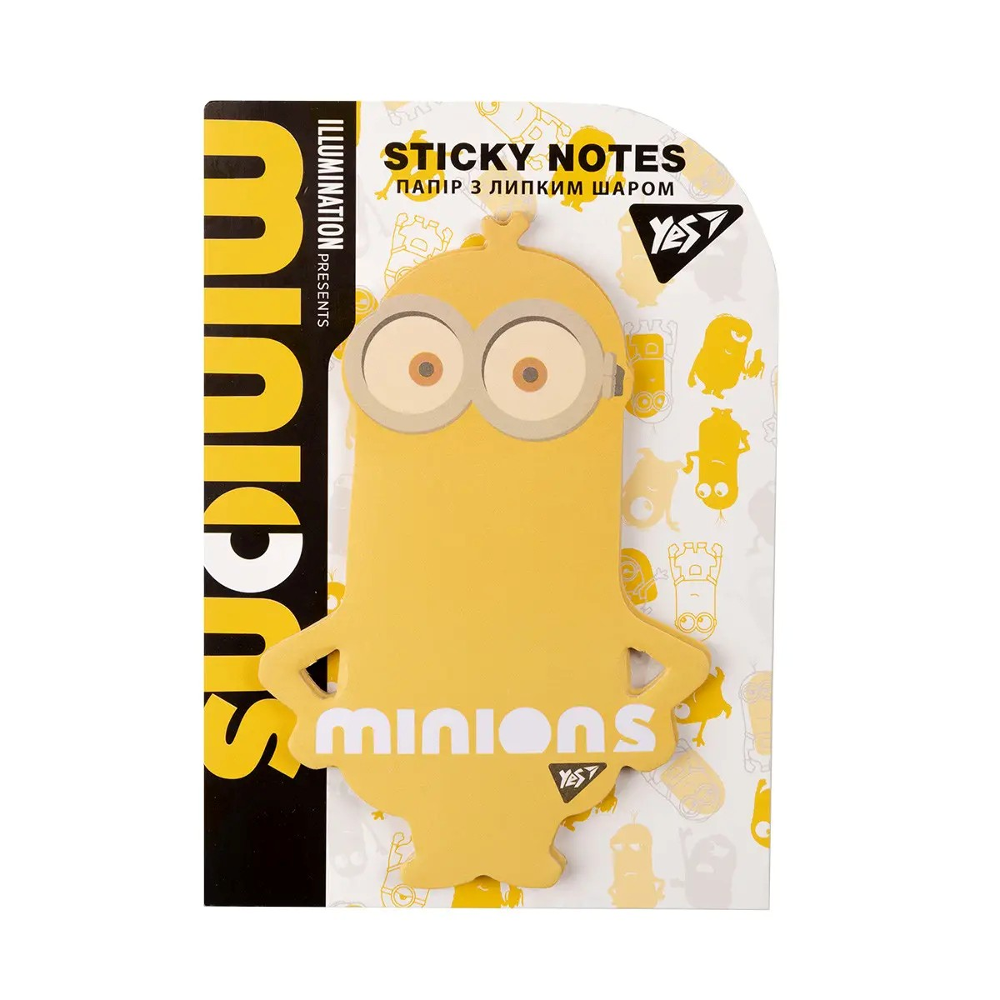 STICKY NOTES
ПАПІР З ЛИПКИМ ШАРОМ
YES
ILLUMINATION PRESENTS
minions
minions
YES